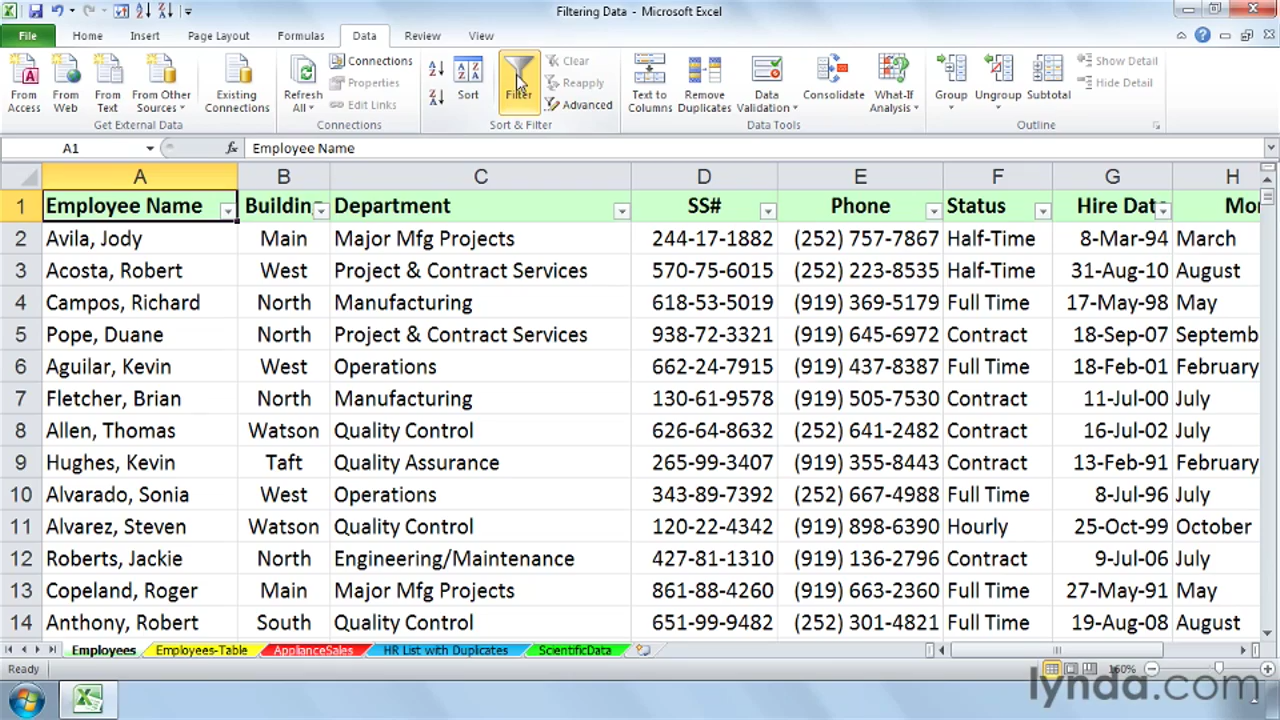 Filtering Data - Microsoft Excel
File Home Insert Page Layout Formulas Data Review View
From Access From Web From Text From Other Sources Existing Connections Refresh All Connections Properties Edit Links Sort Filter Clear Reapply Advanced Text to Columns Remove Duplicates Data Validation Consolidate What-If Analysis Group Ungroup Subtotal Show Detail Hide Detail
Get External Data Connections Sort & Filter Data Tools Outline
A1 fx Employee Name
A B C D E F G H
1 Employee Name Building Department SS# Phone Status Hire Date Mo
2 Avila, Jody Main Major Mfg Projects 244-17-1882 (252) 757-7867 Half-Time 8-Mar-94 March
3 Acosta, Robert West Project & Contract Services 570-75-6015 (252) 223-8535 Half-Time 31-Aug-10 August
4 Campos, Richard North Manufacturing 618-53-5019 (919) 369-5179 Full Time 17-May-98 May
5 Pope, Duane North Project & Contract Services 938-72-3321 (919) 645-6972 Contract 18-Sep-07 Septemb
6 Aguilar, Kevin West Operations 662-24-7915 (919) 437-8387 Full Time 18-Feb-01 February
7 Fletcher, Brian North Manufacturing 130-61-9578 (919) 505-7530 Contract 11-Jul-00 July
8 Allen, Thomas Watson Quality Control 626-64-8632 (252) 641-2482 Contract 16-Jul-02 July
9 Hughes, Kevin Taft Quality Assurance 265-99-3407 (919) 355-8443 Contract 13-Feb-91 February
10 Alvarado, Sonia West Operations 343-89-7392 (252) 667-4988 Full Time 8-Jul-96 July
11 Alvarez, Steven Watson Quality Control 120-22-4342 (919) 898-6390 Hourly 25-Oct-99 October
12 Roberts, Jackie North Engineering/Maintenance 427-81-1310 (919) 136-2796 Contract 9-Jul-06 July
13 Copeland, Roger Main Major Mfg Projects 861-88-4260 (919) 663-2360 Full Time 27-May-91 May
14 Anthony, Robert South Quality Control 651-99-9482 (252) 301-4821 Full Time 19-Aug-08 August
Employees Employees-Table ApplianceSales HR List with Duplicates ScientificData
Ready 160%
lynda.com